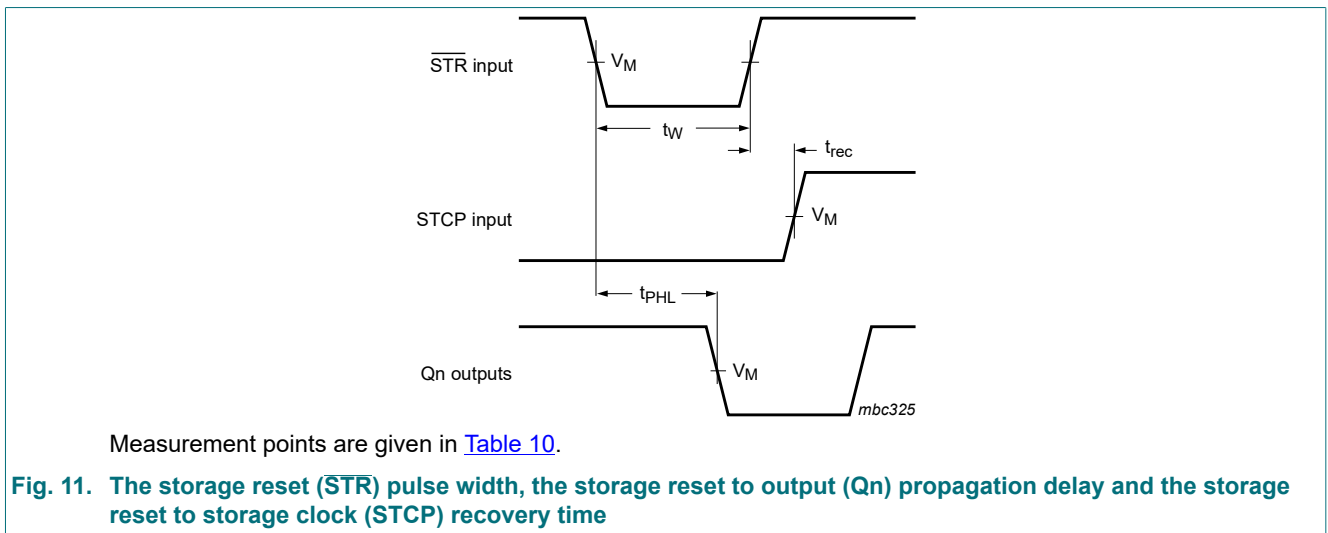 STR input
VM
tW
trec
STCP input
VM
tPHL
Qn outputs
VM
mbc325
Measurement points are given in Table 10.
Fig. 11. The storage reset (STR) pulse width, the storage reset to output (Qn) propagation delay and the storage
reset to storage clock (STCP) recovery time